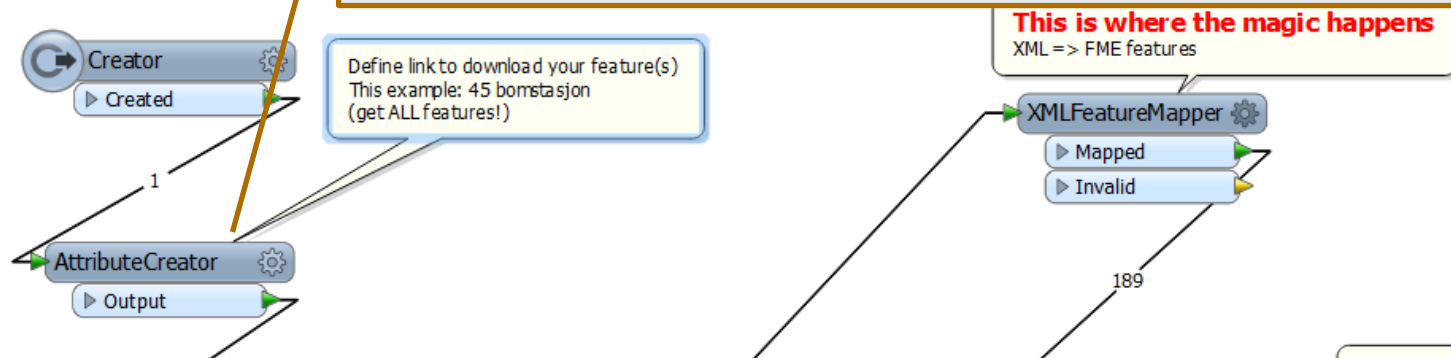 Creator
Created
Define link to download your feature(s)
This example: 45 bomstasjon
(get ALL features!)
This is where the magic happens
XML => FME features
XMLFeatureMapper
Mapped
Invalid
1
AttributeCreator
Output
189